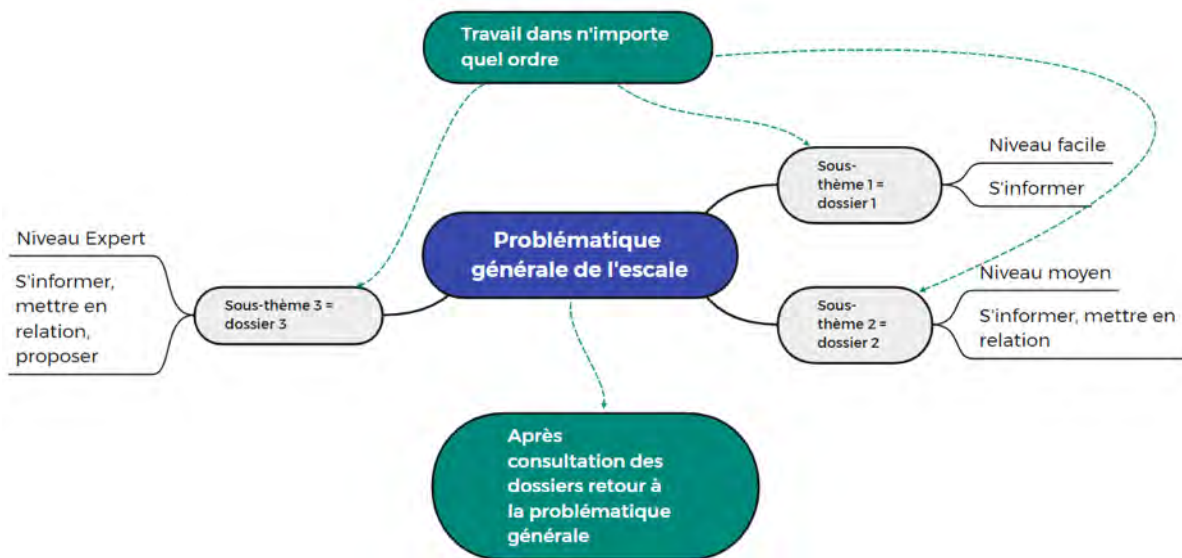 Travail dans n'importe
quel ordre
Sous-
thème 1 =
dossier 1
Niveau facile
S'informer
Problématique
générale de l'escale
Niveau Expert
S'informer,
mettre en
relation,
proposer
Sous-thème 3 =
dossier 3
Sous-
thème 2 =
dossier 2
Niveau moyen
S'informer, mettre en
relation
Après
consultation des
dossiers retour à
la problématique
générale